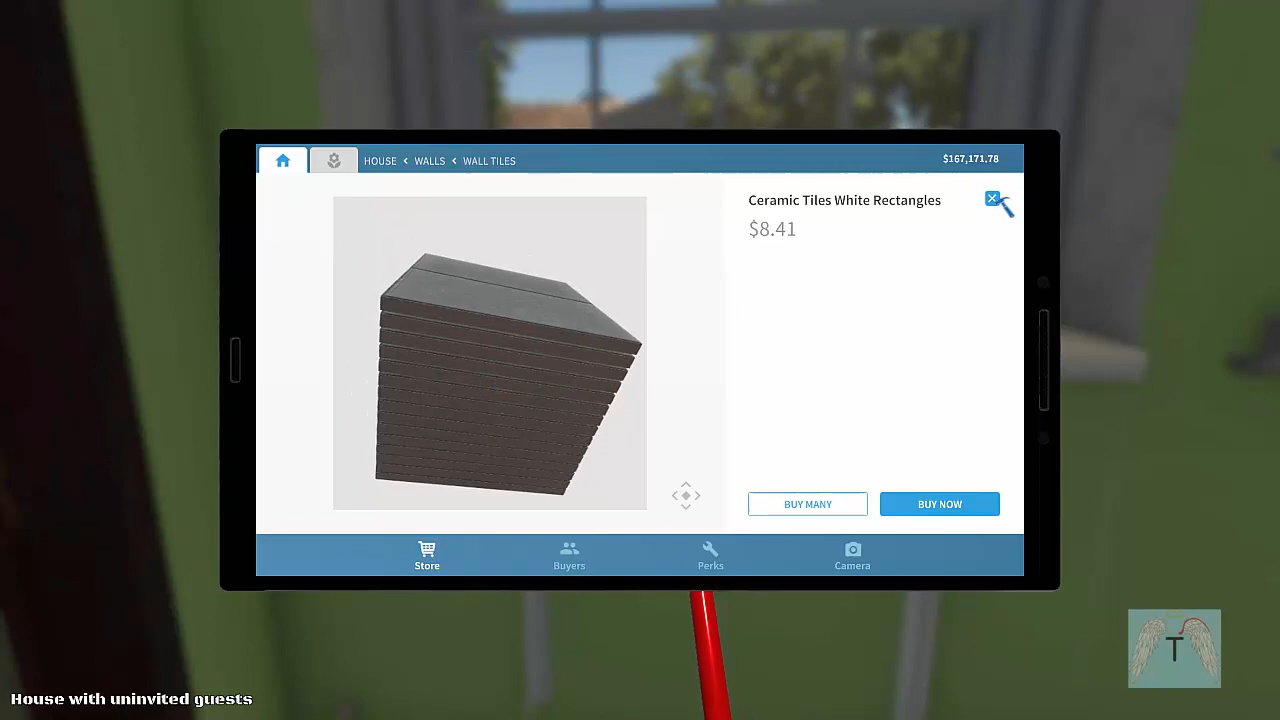 HOUSE < WALLS < WALL TILES
$167,171.78
Ceramic Tiles White Rectangles
$8.41
BUY MANY
BUY NOW
Store
Buyers
Perks
Camera
T
House with uninvited guests